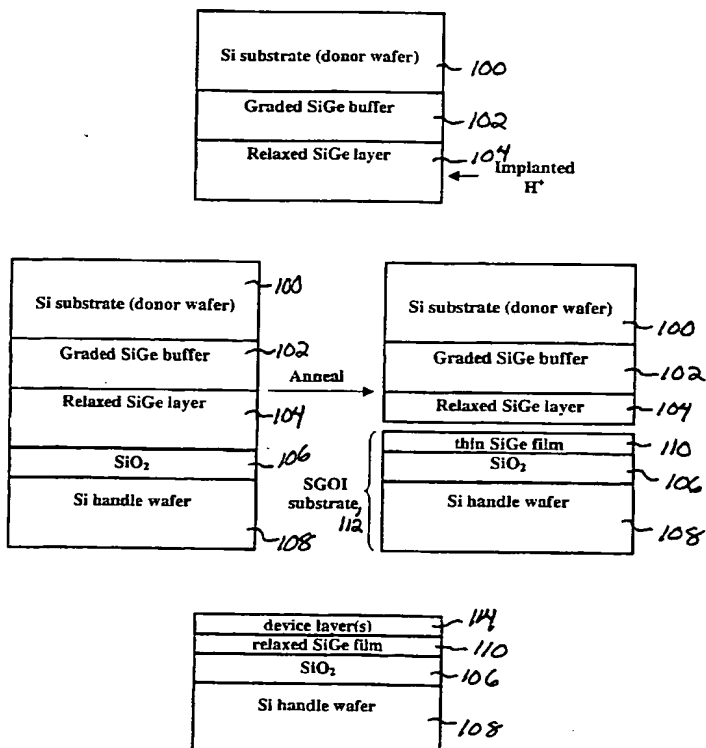 Si substrate (donor wafer)
100
Graded SiGe buffer
102
Relaxed SiGe layer
104
Implanted
H+
Si substrate (donor wafer)
100
Graded SiGe buffer
102
Relaxed SiGe layer
104
SiO2
106
Si handle wafer
108
Anneal
Si substrate (donor wafer)
100
Graded SiGe buffer
102
Relaxed SiGe layer
104
thin SiGe film
110
SiO2
106
SGOI
substrate,
112
Si handle wafer
108
device layer(s)
114
relaxed SiGe film
110
SiO2
106
Si handle wafer
108